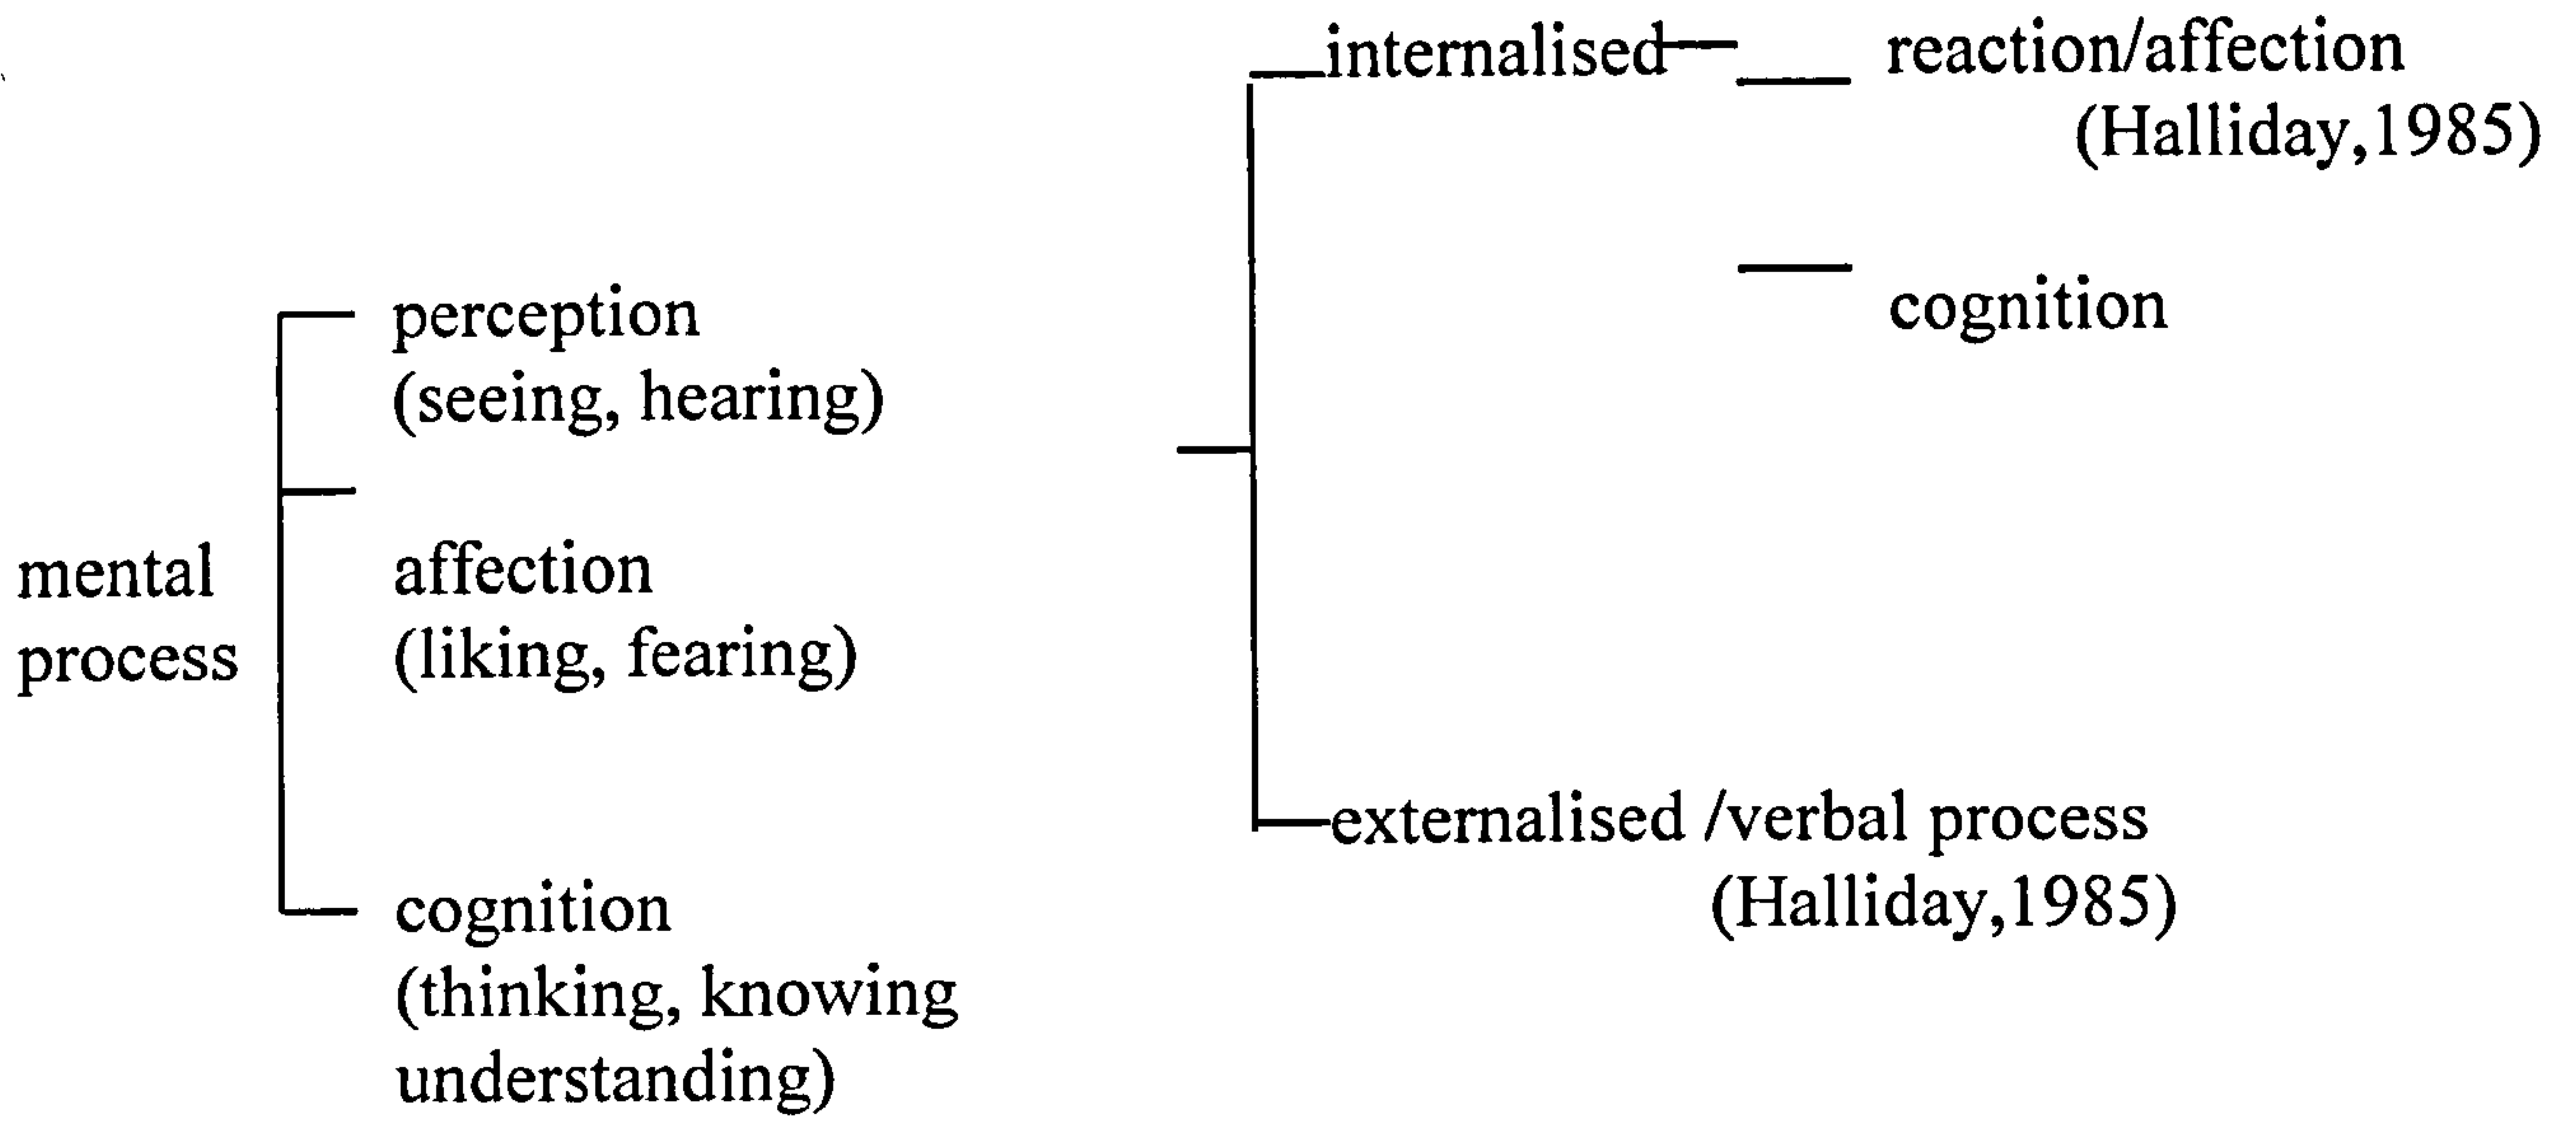 mental
process
perception
(seeing, hearing)
affection
(liking, fearing)
cognition
(thinking, knowing
understanding)
internalised
reaction/affection
(Halliday,1985)
cognition
externalised /verbal process
(Halliday,1985)